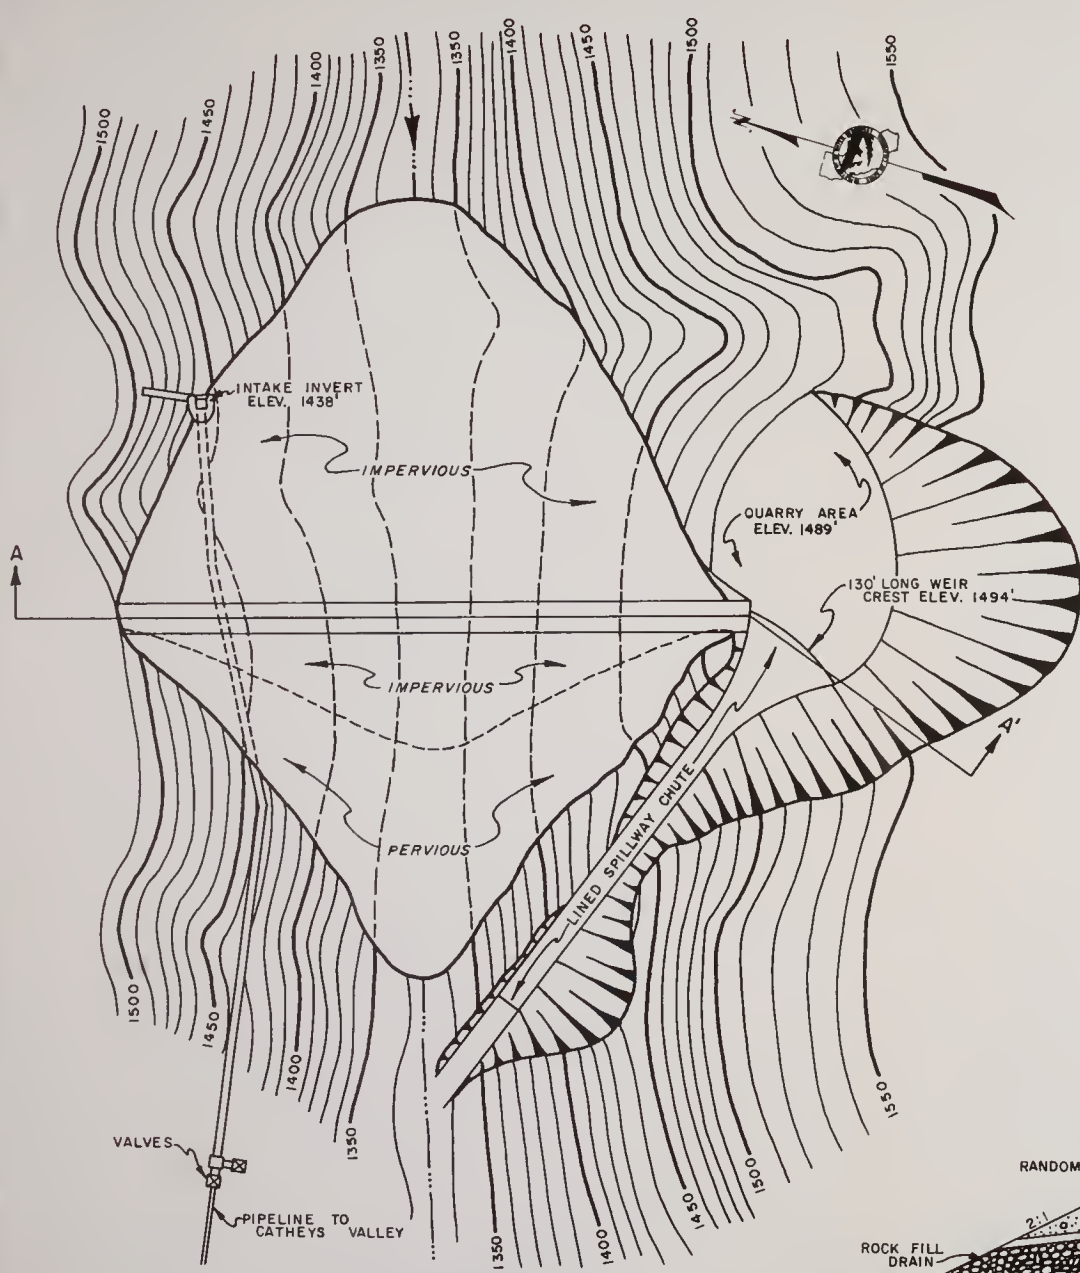 1500
1450
1400
1350
1350
1400
1450
1500
1550
N
INTAKE INVERT
ELEV. 1438'
IMPERVIOUS
QUARRY AREA
ELEV. 1489'
A
130' LONG WEIR
CREST ELEV. 1494'
IMPERVIOUS
A'
LINED SPILLWAY CHUTE
PERVIOUS
1500
1450
1400
1350
1550
VALVES
PIPELINE TO
CATHEYS VALLEY
1350
1400
1450
1500
RANDOM
2:1
ROCK FILL
DRAIN